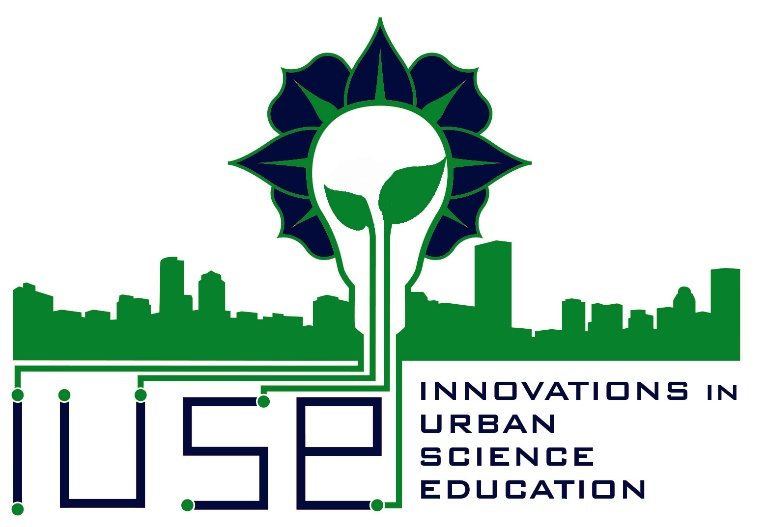 IUSE
INNOVATIONS IN
URBAN
SCIENCE
EDUCATION